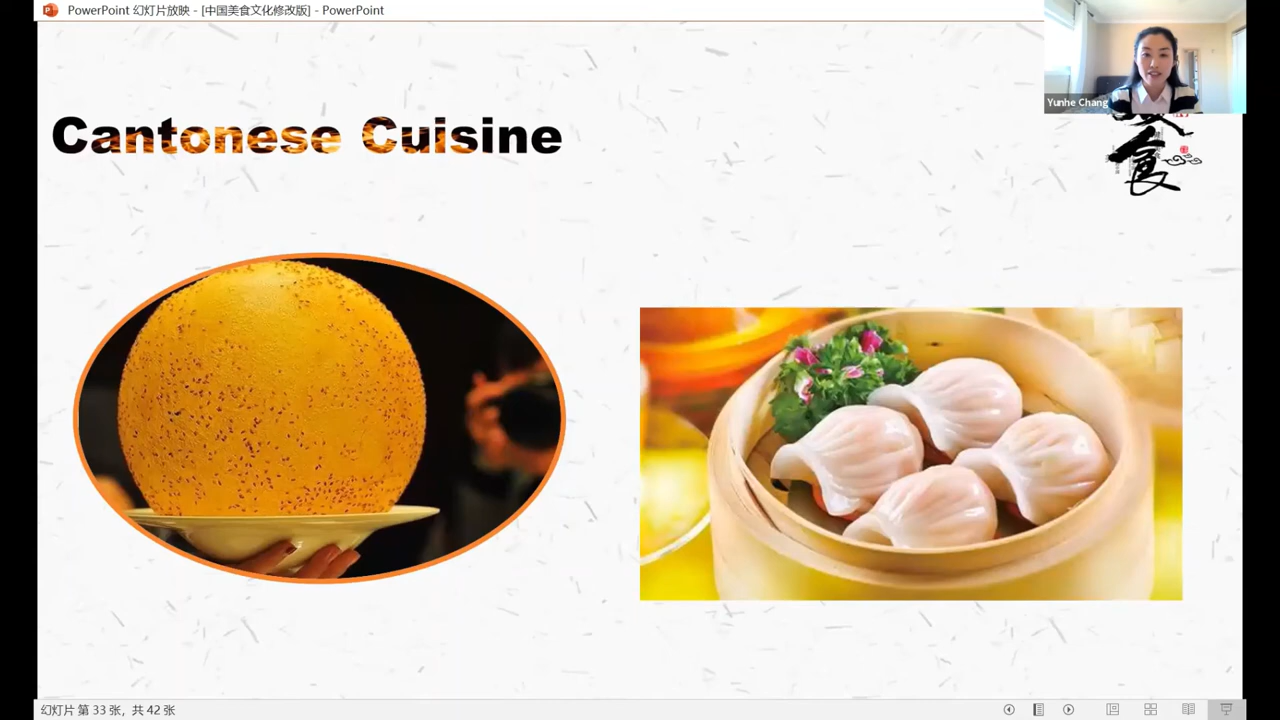 PowerPoint 幻灯片放映 - [中国美食文化修改版] - PowerPoint
Yunhe Chang
Cantonese Cuisine
食
幻灯片 第 33 张，共 42 张